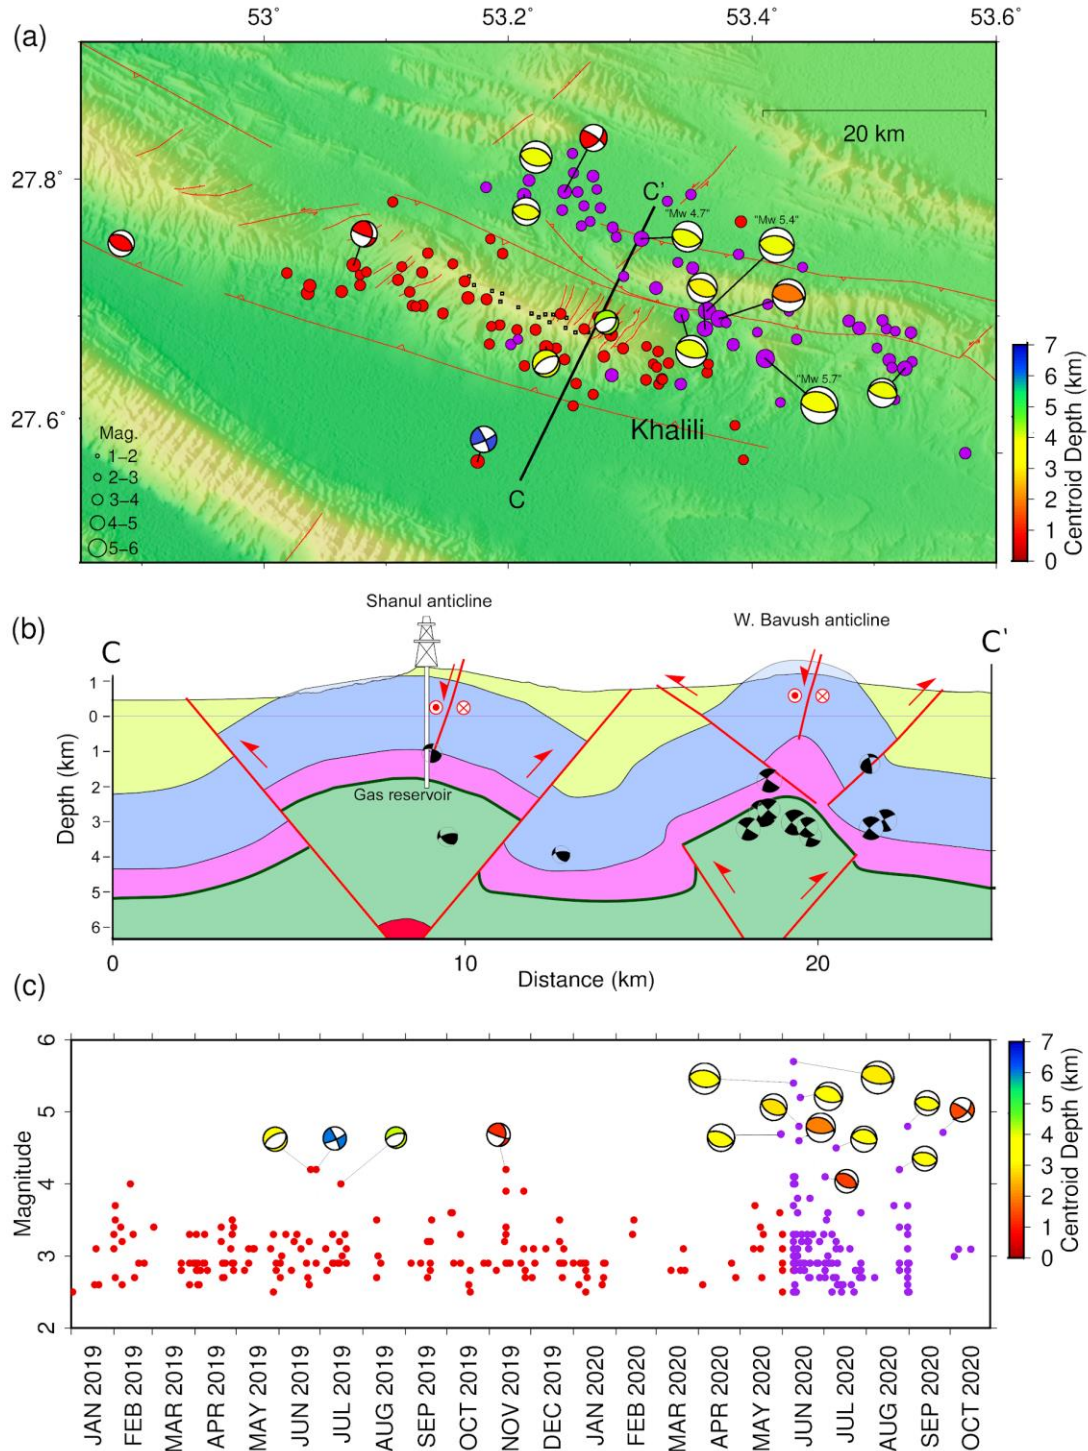 (a)
53°
53.2°
53.4°
53.6°
27.8°
27.6°
20 km
C'
"Mw 4.7"
"Mw 5.4"
"Mw 5.7"
Khalili
C
Mag.
1–2
2–3
3–4
4–5
5–6
7
6
5
4
3
2
1
0
Centroid Depth (km)
(b)
Shanul anticline
W. Bavush anticline
C
C'
1
0
1
2
3
4
5
6
Depth (km)
Gas reservoir
0
10
20
Distance (km)
(c)
6
5
4
3
2
Magnitude
7
6
5
4
3
2
1
0
Centroid Depth (km)
JAN 2019
FEB 2019
MAR 2019
APR 2019
MAY 2019
JUN 2019
JUL 2019
AUG 2019
SEP 2019
OCT 2019
NOV 2019
DEC 2019
JAN 2020
FEB 2020
MAR 2020
APR 2020
MAY 2020
JUN 2020
JUL 2020
AUG 2020
SEP 2020
OCT 2020